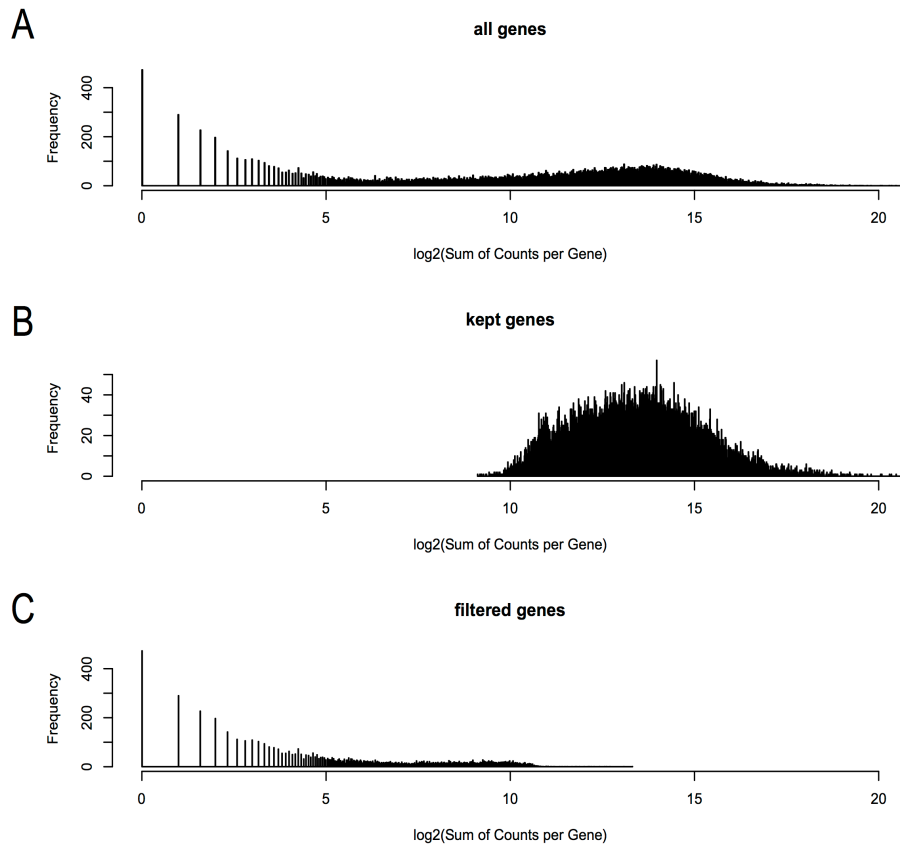 A
all genes
Frequency
0 200 400
0 5 10 15 20
log2(Sum of Counts per Gene)
B
kept genes
Frequency
0 20 40
0 5 10 15 20
log2(Sum of Counts per Gene)
C
filtered genes
Frequency
0 200 400
0 5 10 15 20
log2(Sum of Counts per Gene)